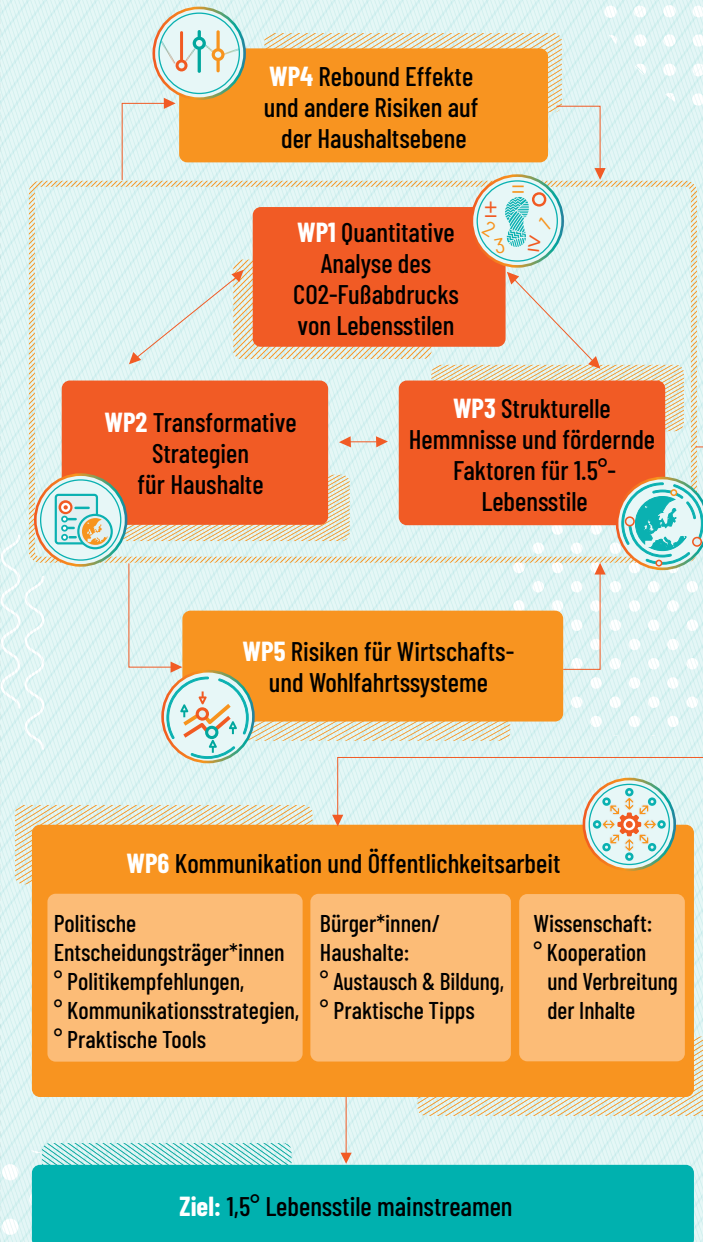 WP4 Rebound Effekte
und andere Risiken auf
der Haushaltsebene
= O
± 1
2 3 ≥
WP1 Quantitative
Analyse des
CO2-Fußabdrucks
von Lebensstilen
WP2 Transformative
Strategien
für Haushalte
WP3 Strukturelle
Hemmnisse und fördernde
Faktoren für 1.5°-
Lebensstile
WP5 Risiken für Wirtschafts-
und Wohlfahrtssysteme
WP6 Kommunikation und Öffentlichkeitsarbeit
Politische
Entscheidungsträger*innen
° Politikempfehlungen,
° Kommunikationsstrategien,
° Praktische Tools
Bürger*innen/
Haushalte:
° Austausch & Bildung,
° Praktische Tipps
Wissenschaft:
° Kooperation
und Verbreitung
der Inhalte
Ziel: 1,5° Lebensstile mainstreamen